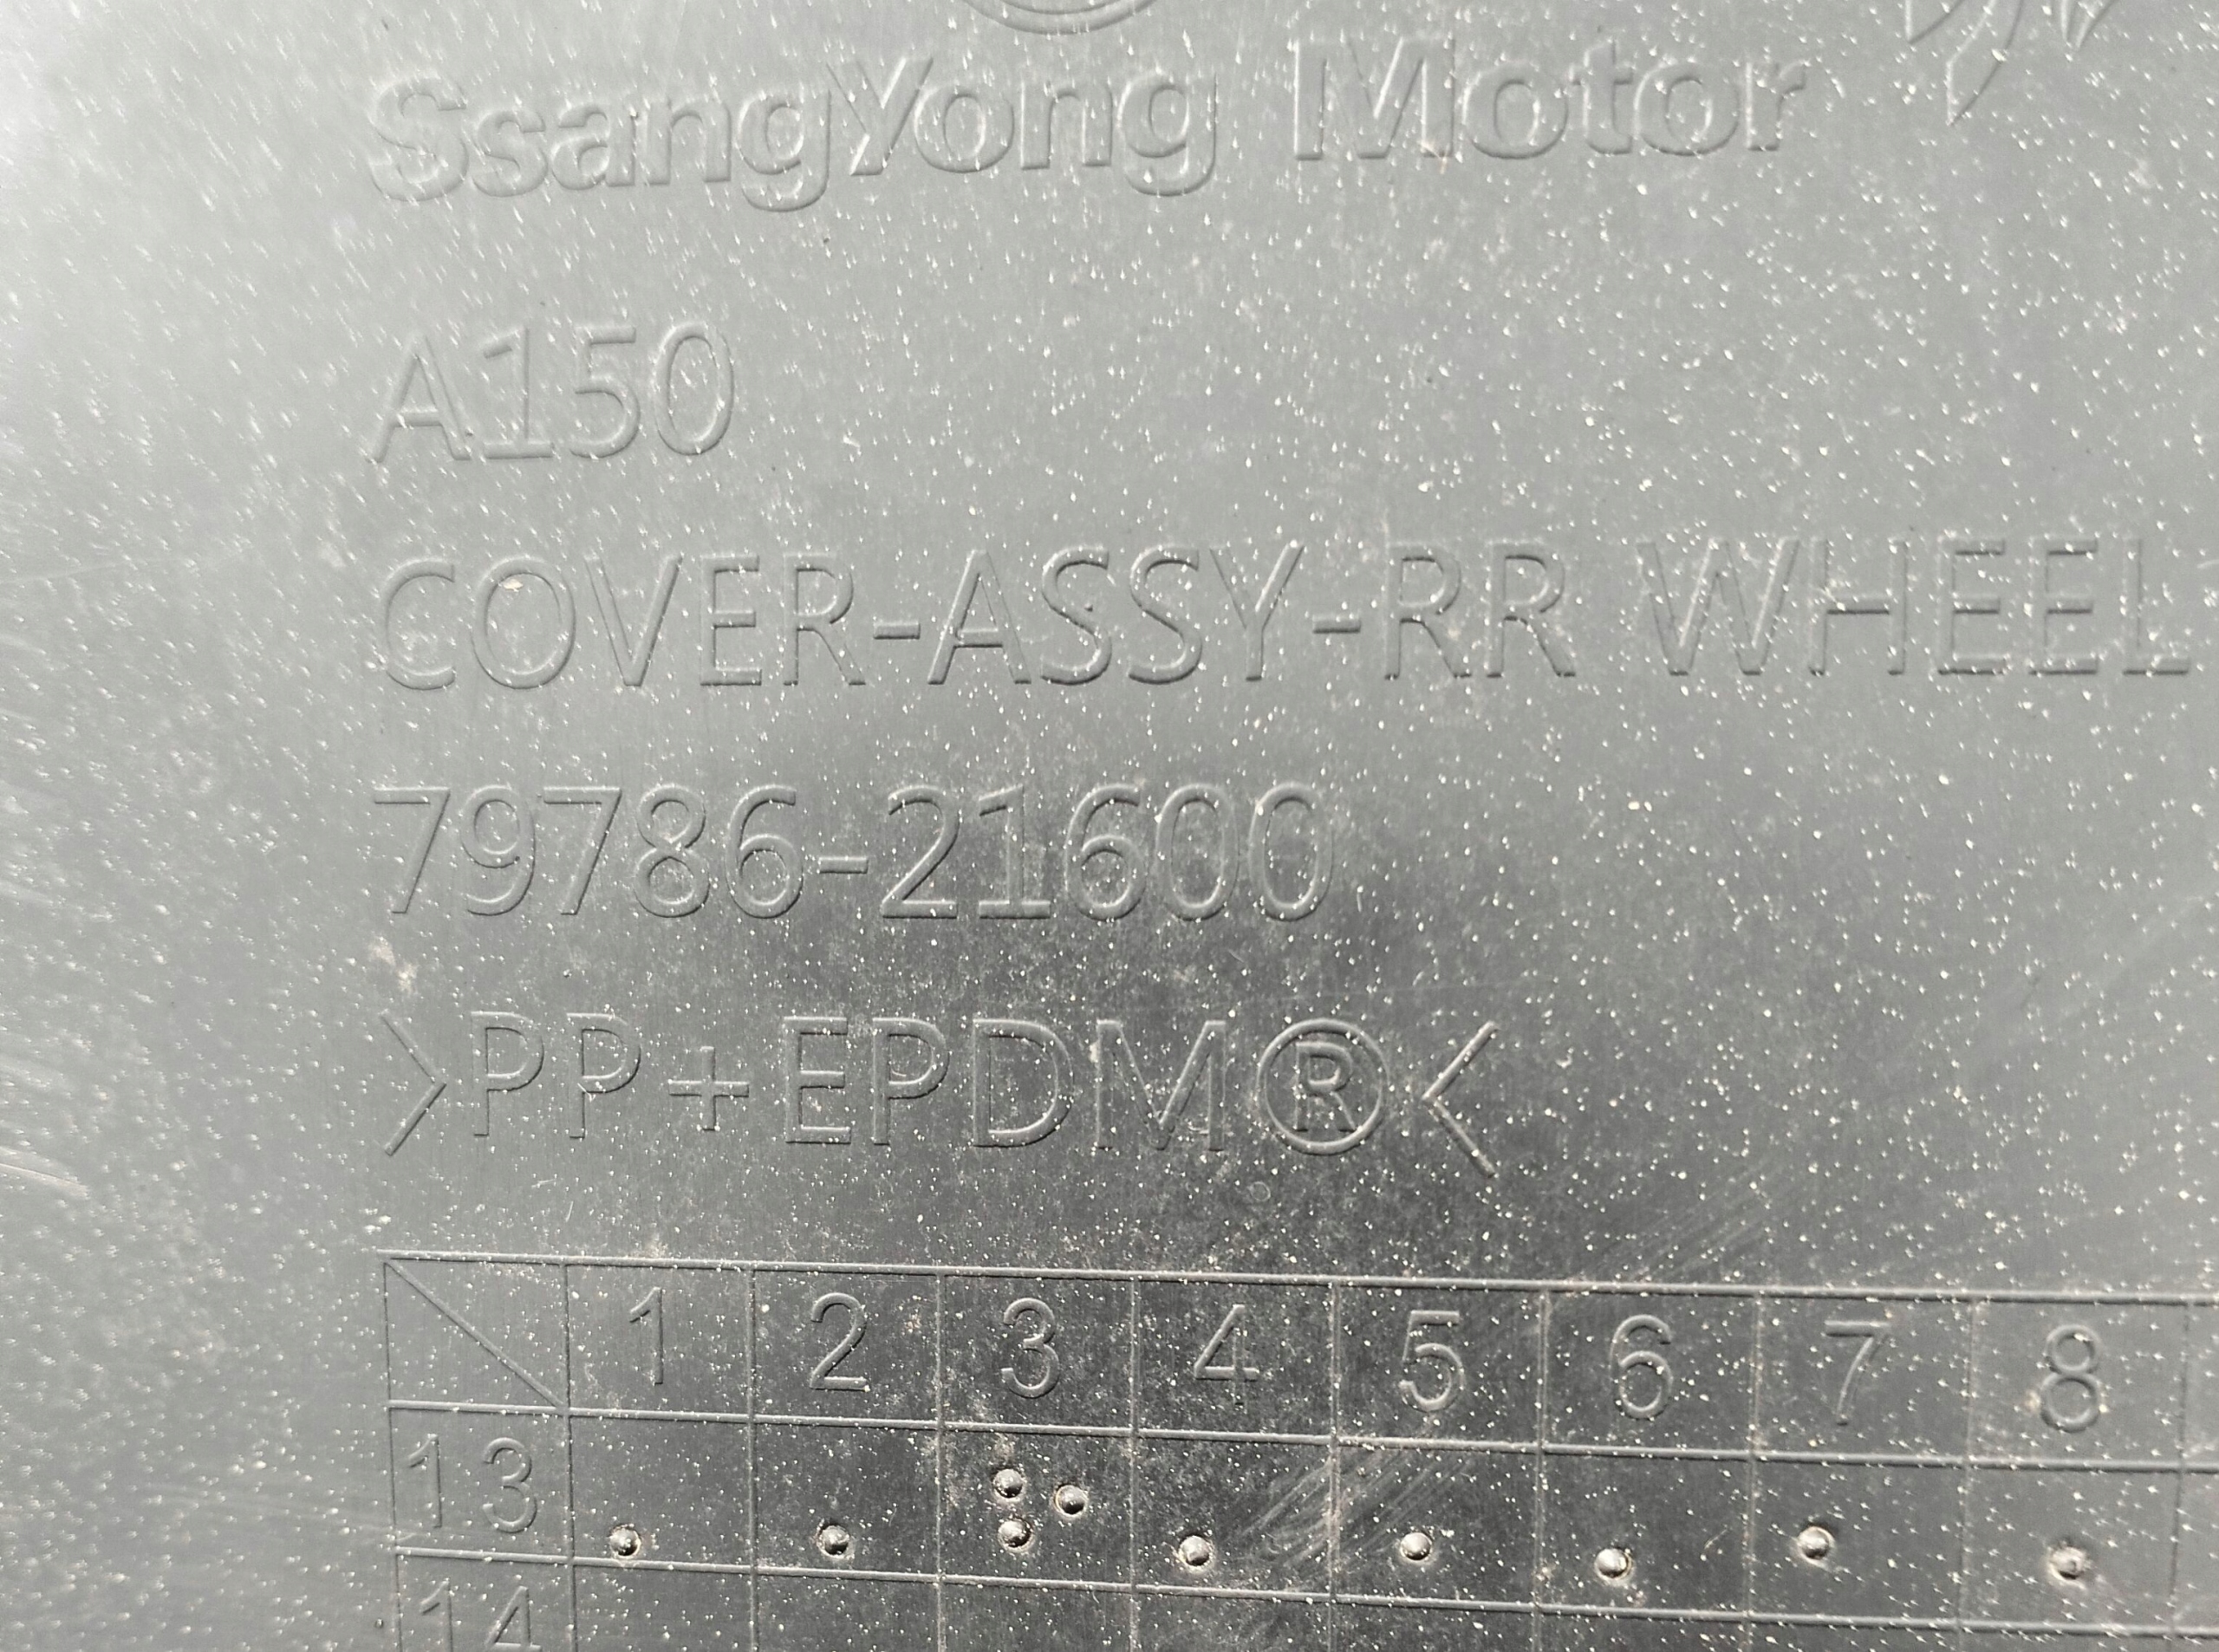 SsangYong Motor
A150
COVER-ASSY-RR WHEEL
79786-21600
>PP+EPDM®<
1 2 3 4 5 6 7 8
13
14